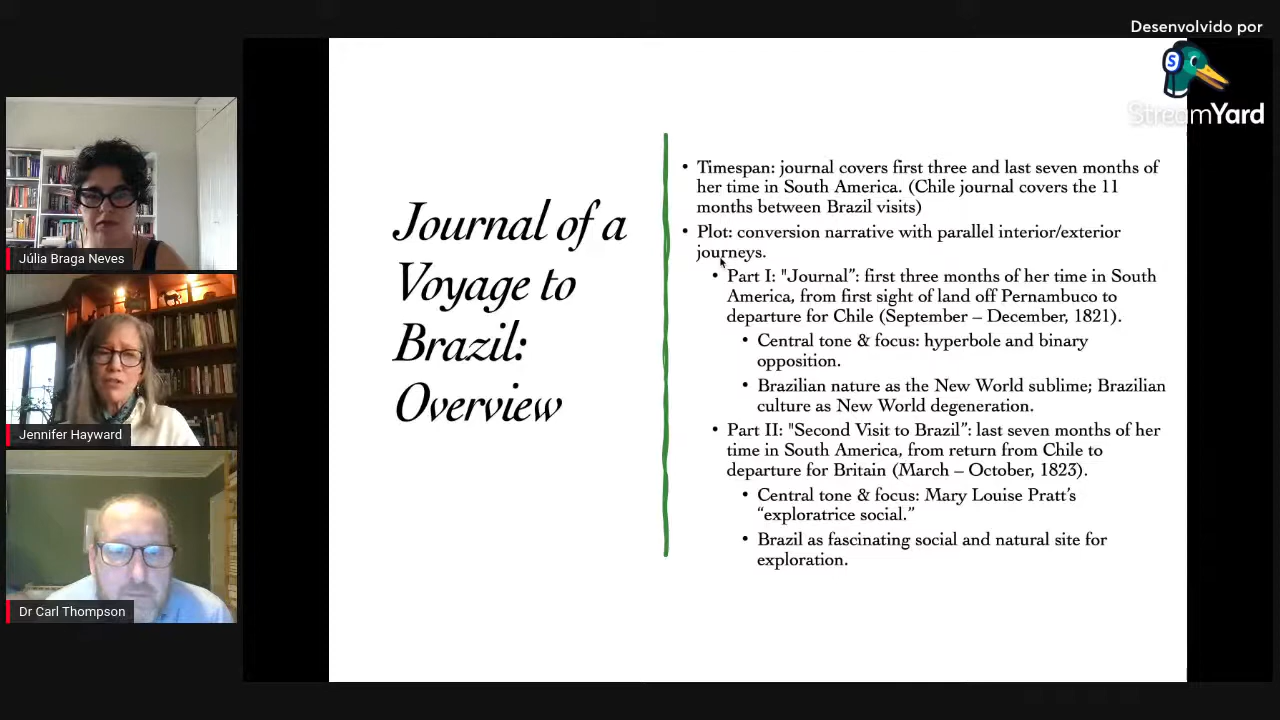 Desenvolvido por
StreamYard
Júlia Braga Neves
Jennifer Hayward
Dr Carl Thompson
Journal of a
Voyage to
Brazil:
Overview
• Timespan: journal covers first three and last seven months of
her time in South America. (Chile journal covers the 11
months between Brazil visits)
• Plot: conversion narrative with parallel interior/exterior
journeys.
• Part I: "Journal”: first three months of her time in South
America, from first sight of land off Pernambuco to
departure for Chile (September – December, 1821).
• Central tone & focus: hyperbole and binary
opposition.
• Brazilian nature as the New World sublime; Brazilian
culture as New World degeneration.
• Part II: "Second Visit to Brazil”: last seven months of her
time in South America, from return from Chile to
departure for Britain (March – October, 1823).
• Central tone & focus: Mary Louise Pratt’s
“exploratrice social.”
• Brazil as fascinating social and natural site for
exploration.